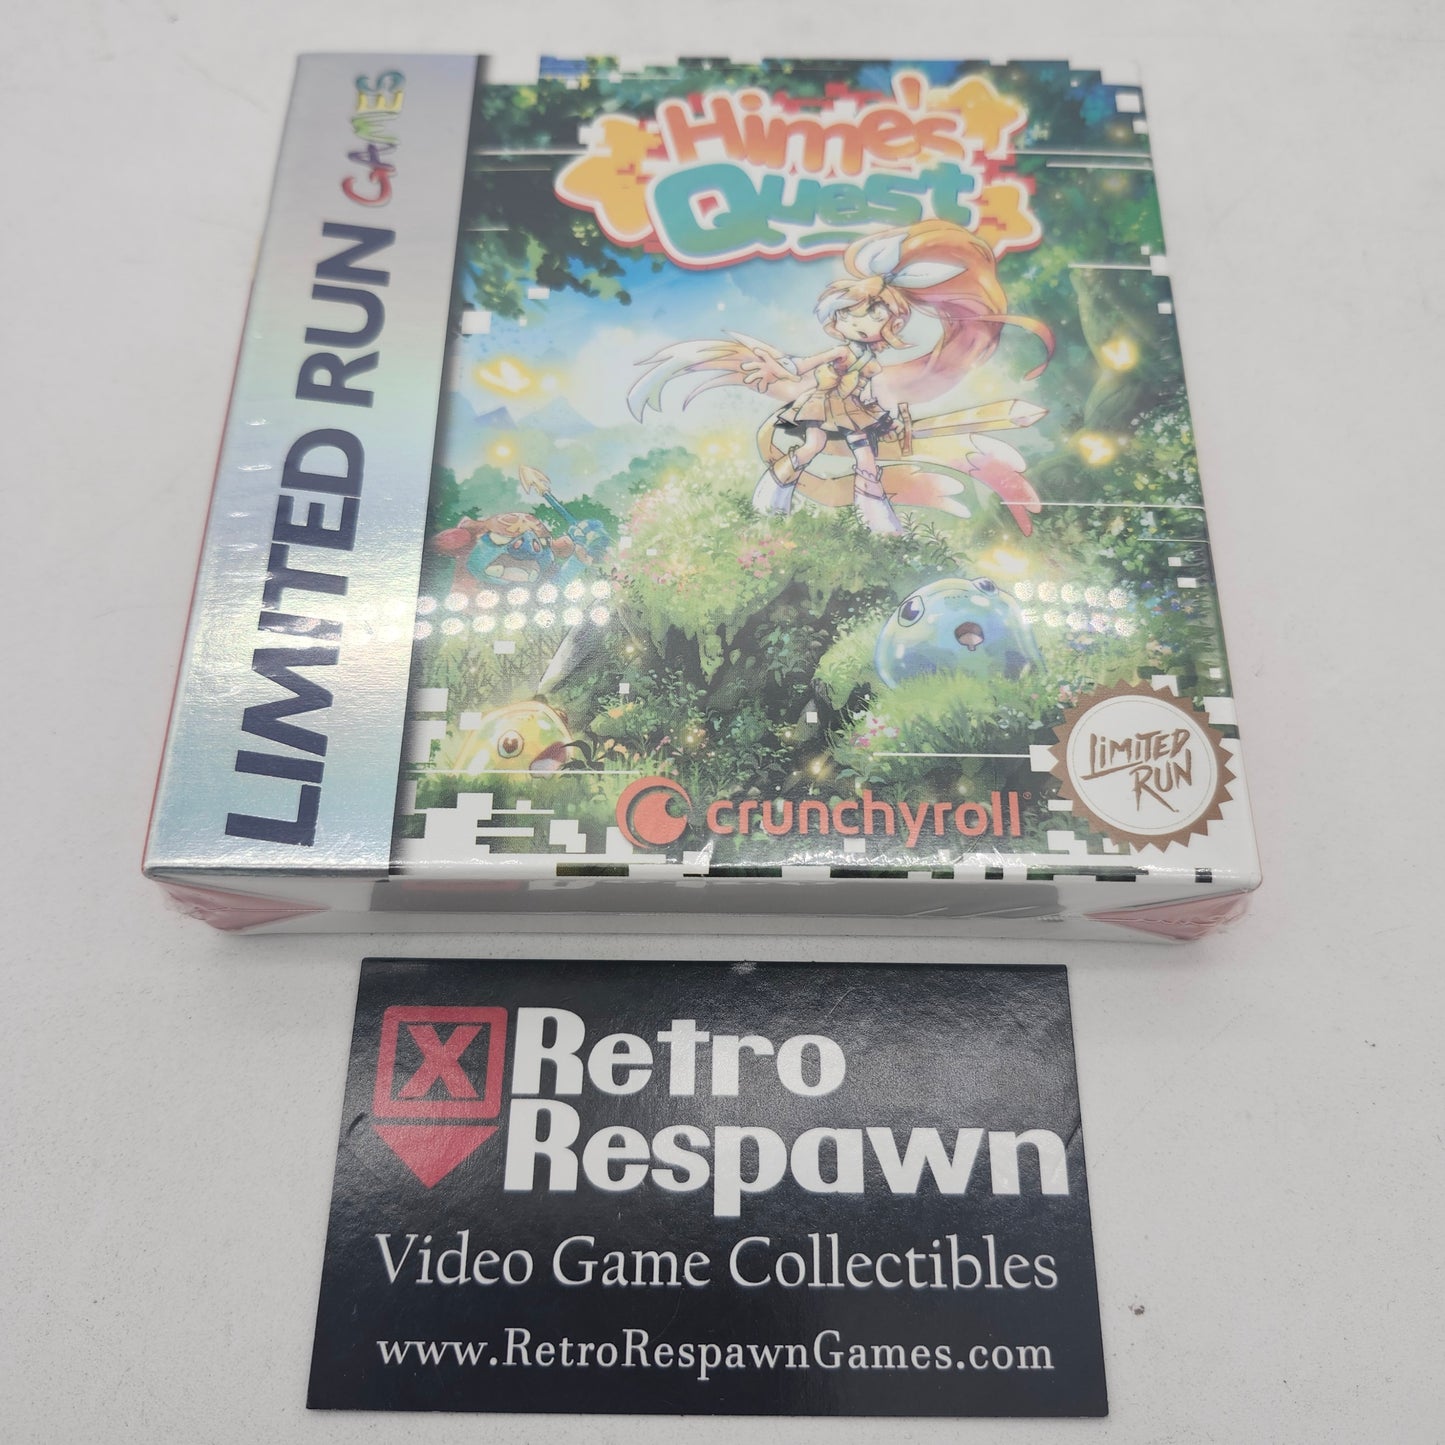 LIMITED RUN GAMES
Hime's
Quest
crunchyroll®
LIMITED
RUN
X
Retro
Respawn
Video Game Collectibles
www.RetroRespawnGames.com